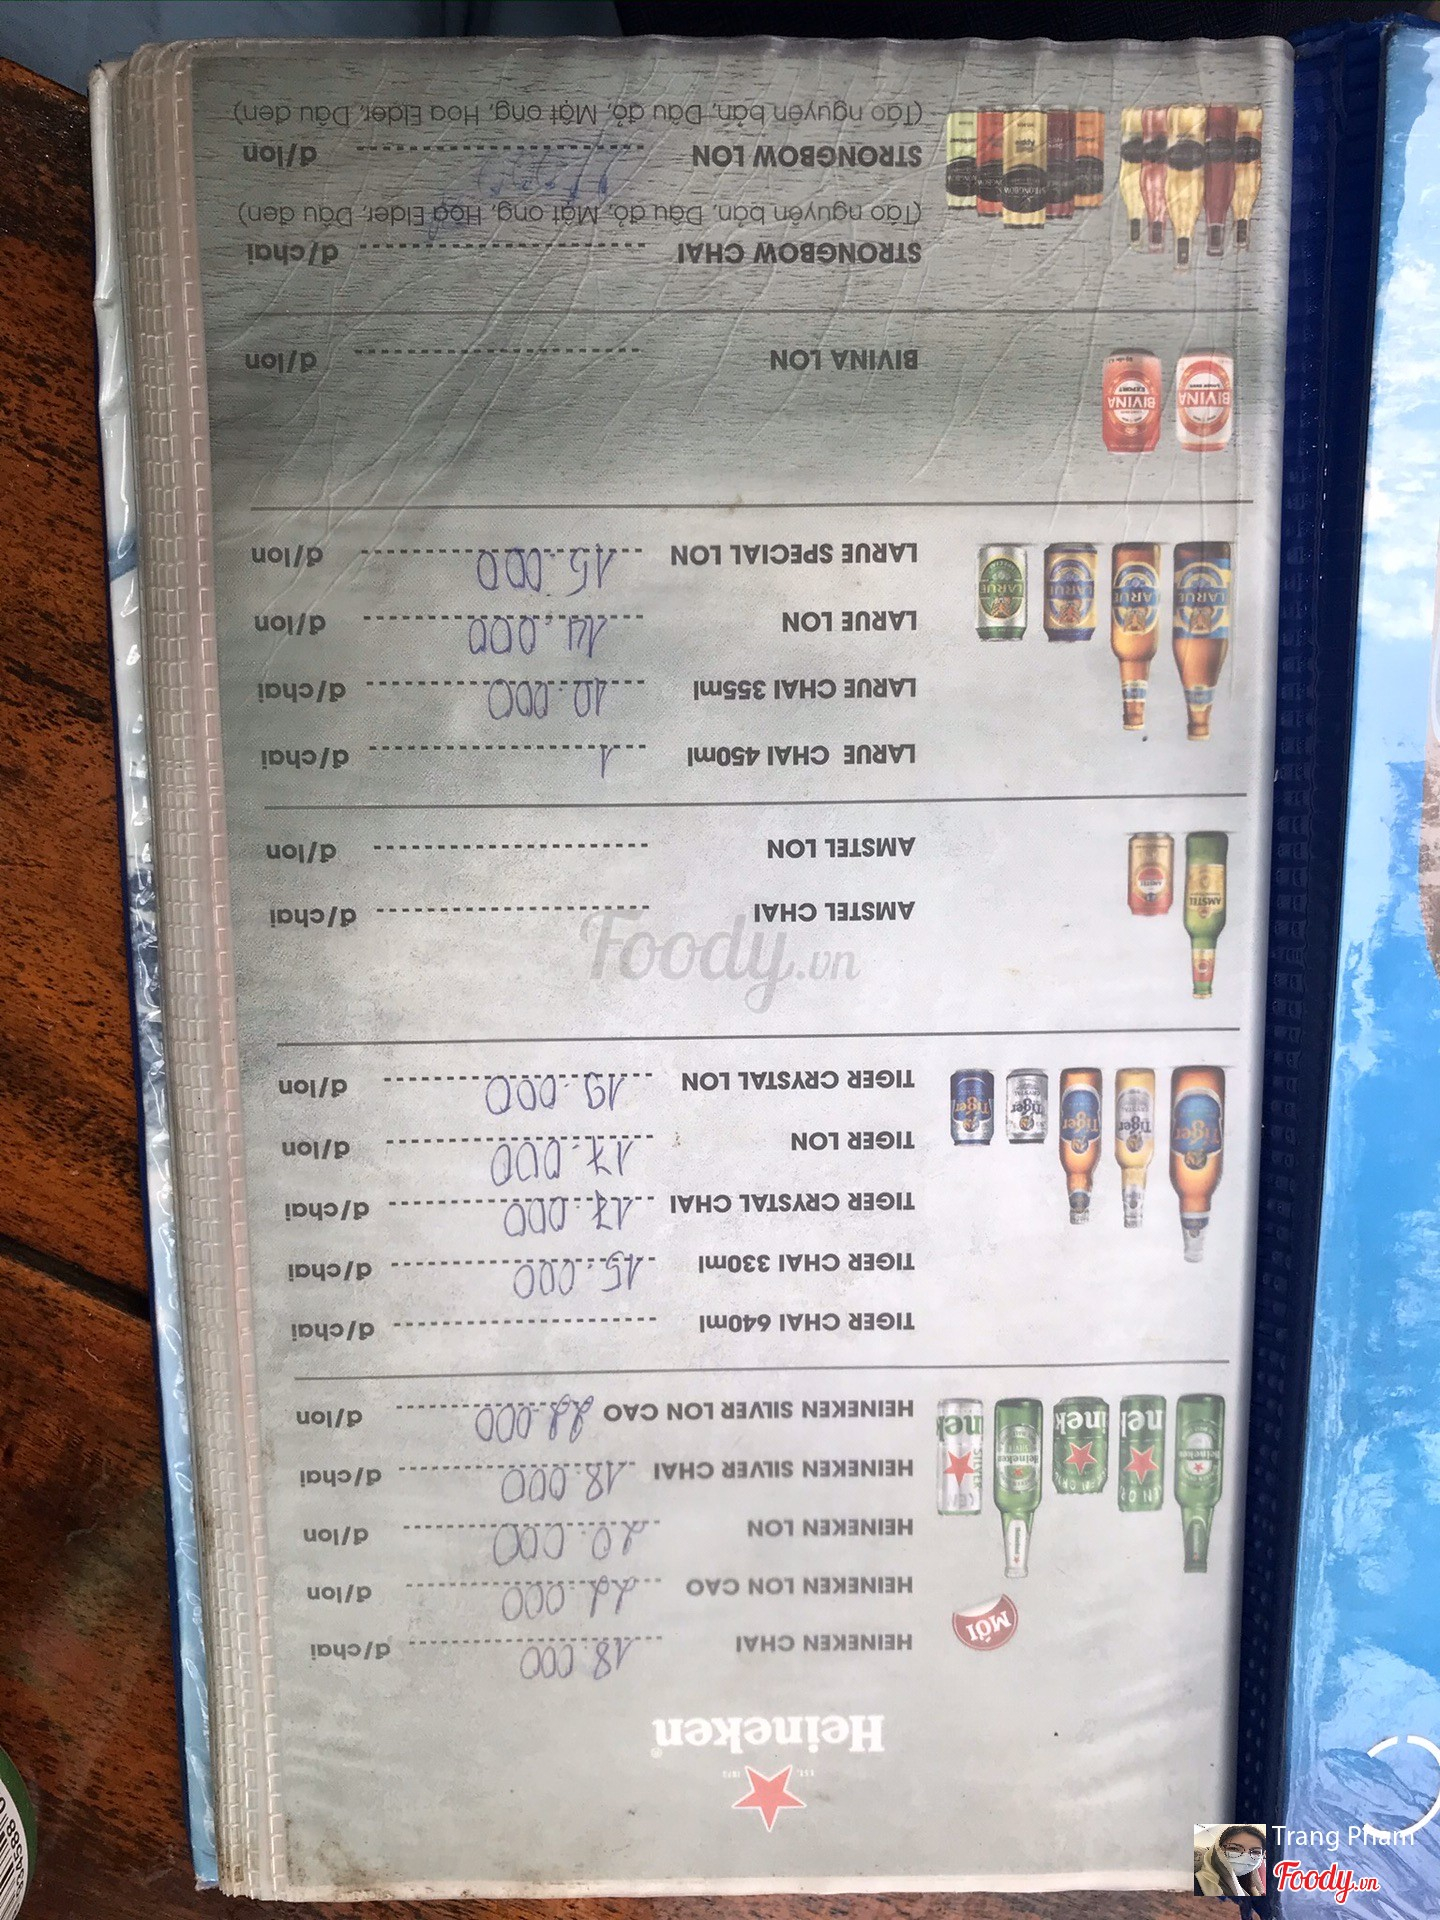 EST. 1873
Heineken®
MỚI
HEINEKEN CHAI 18.000 đ/chai
HEINEKEN LON CAO 22.000 đ/lon
HEINEKEN LON 20.000 đ/lon
HEINEKEN SILVER CHAI 18.000 đ/chai
HEINEKEN SILVER LON CAO 22.000 đ/lon
TIGER CHAI 640ml đ/chai
TIGER CHAI 330ml 15.000 đ/chai
TIGER CRYSTAL CHAI 17.000 đ/chai
TIGER LON 17.000 đ/lon
TIGER CRYSTAL LON 19.000 đ/lon
AMSTEL CHAI đ/chai
AMSTEL LON đ/lon
LARUE CHAI 450ml 1 đ/chai
LARUE CHAI 355ml 10.000 đ/chai
LARUE LON 14.000 đ/lon
LARUE SPECIAL LON 15.000 đ/lon
BIVINA LON đ/lon
STRONGBOW CHAI đ/chai
(Táo nguyên bản, Dâu đỏ, Mật ong, Hoa Elder, Dâu đen)
STRONGBOW LON đ/lon
(Táo nguyên bản, Dâu đỏ, Mật ong, Hoa Elder, Dâu đen)
Foody.vn
Trang Pham
Foody.vn